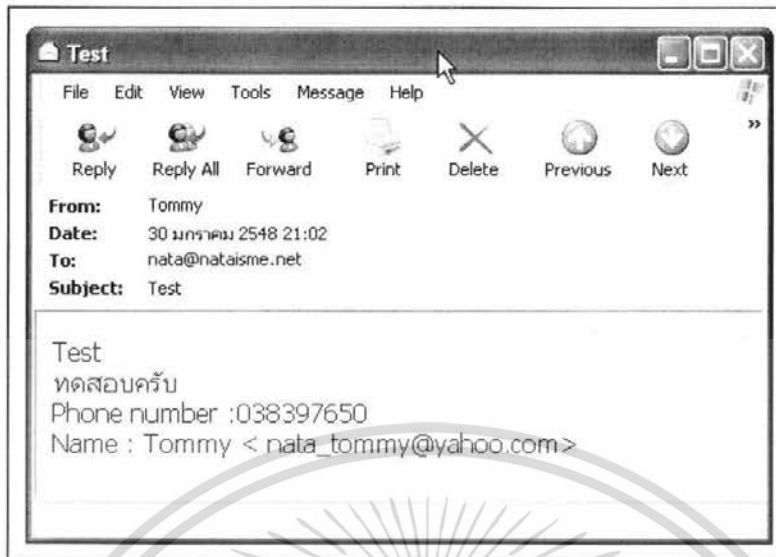 Test
File Edit View Tools Message Help
Reply Reply All Forward Print Delete Previous Next »
From: Tommy
Date: 30 มกราคม 2548 21:02
To: nata@nataisme.net
Subject: Test
Test
ทดสอบครับ
Phone number :038397650
Name : Tommy < nata_tommy@yahoo.com>